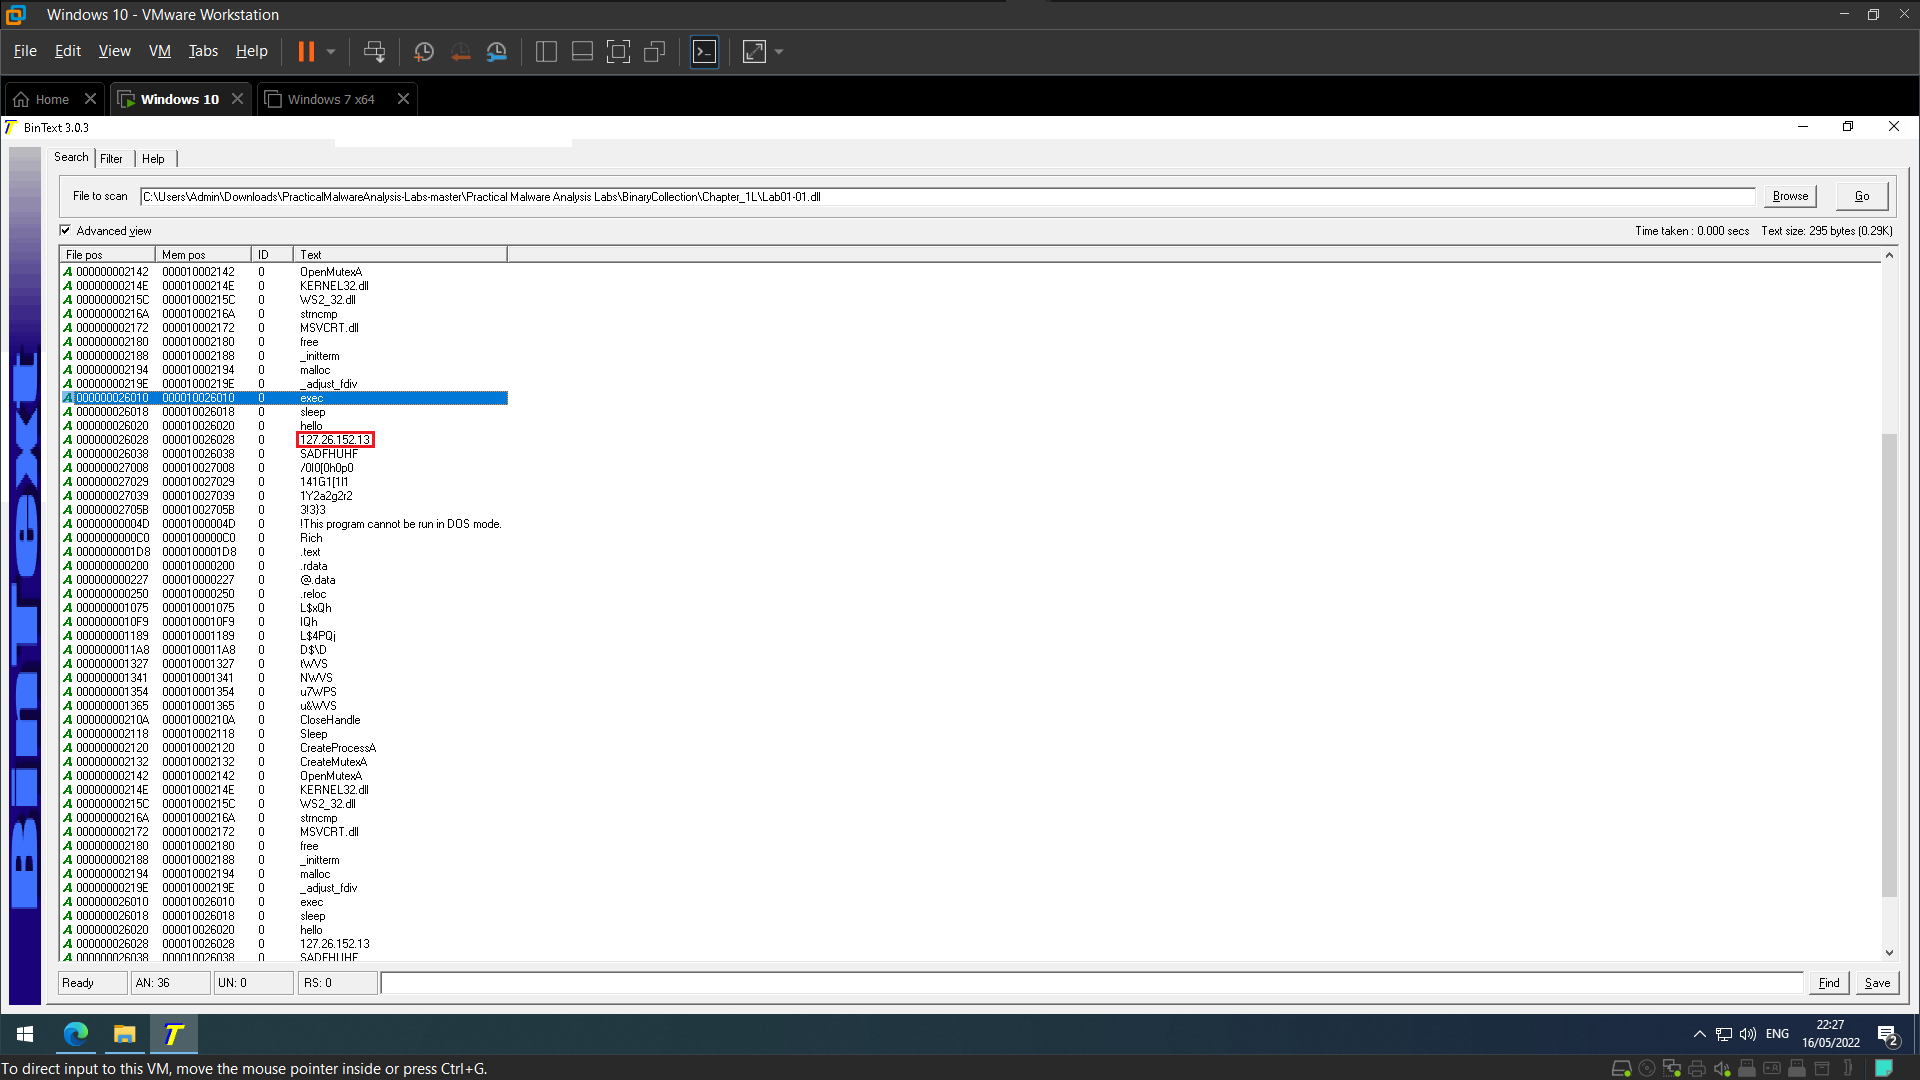 Windows 10 - VMware Workstation
File Edit View VM Tabs Help
Home Windows 10 Windows 7 x64
BinText 3.0.3
Search Filter Help
File to scan C:\Users\Admin\Downloads\PracticalMalwareAnalysis-Labs-master\Practical Malware Analysis Labs\BinaryCollection\Chapter_1L\Lab01-01.dll Browse Go
Advanced view Time taken : 0.000 secs Text size: 295 bytes (0.29K)
File pos Mem pos ID Text
A 000000002142 000010002142 0 OpenMutexA
A 00000000214E 00001000214E 0 KERNEL32.dll
A 00000000215C 00001000215C 0 WS2_32.dll
A 00000000216A 00001000216A 0 strncmp
A 000000002172 000010002172 0 MSVCRT.dll
A 000000002180 000010002180 0 free
A 000000002188 000010002188 0 _initterm
A 000000002194 000010002194 0 malloc
A 00000000219E 00001000219E 0 _adjust_fdiv
A 000000026010 000010026010 0 exec
A 000000026018 000010026018 0 sleep
A 000000026020 000010026020 0 hello
A 000000026028 000010026028 0 127.26.152.13
A 000000026038 000010026038 0 SADFHUHF
A 000000027008 000010027008 0 /0I0[0h0p0
A 000000027029 000010027029 0 141G1[1l1
A 000000027039 000010027039 0 1Y2a2g2r2
A 00000002705B 00001002705B 0 3!3}3
A 00000000004D 00001000004D 0 !This program cannot be run in DOS mode.
A 0000000000C0 0000100000C0 0 Rich
A 0000000001D8 0000100001D8 0 .text
A 000000000200 000010000200 0 .rdata
A 000000000227 000010000227 0 @.data
A 000000000250 000010000250 0 .reloc
A 000000001075 000010001075 0 L$xQh
A 0000000010F9 0000100010F9 0 IQh
A 000000001189 000010001189 0 L$4PQj
A 0000000011A8 0000100011A8 0 D$\D
A 000000001327 000010001327 0 tWVS
A 000000001341 000010001341 0 NWVS
A 000000001354 000010001354 0 u7WPS
A 000000001365 000010001365 0 u&WVS
A 00000000210A 00001000210A 0 CloseHandle
A 000000002118 000010002118 0 Sleep
A 000000002120 000010002120 0 CreateProcessA
A 000000002132 000010002132 0 CreateMutexA
A 000000002142 000010002142 0 OpenMutexA
A 00000000214E 00001000214E 0 KERNEL32.dll
A 00000000215C 00001000215C 0 WS2_32.dll
A 00000000216A 00001000216A 0 strncmp
A 000000002172 000010002172 0 MSVCRT.dll
A 000000002180 000010002180 0 free
A 000000002188 000010002188 0 _initterm
A 000000002194 000010002194 0 malloc
A 00000000219E 00001000219E 0 _adjust_fdiv
A 000000026010 000010026010 0 exec
A 000000026018 000010026018 0 sleep
A 000000026020 000010026020 0 hello
A 000000026028 000010026028 0 127.26.152.13
A 000000026038 000010026038 0 SADFHUHF
BinText
Ready AN: 36 UN: 0 RS: 0 Find Save
ENG 22:27
16/05/2022 2
To direct input to this VM, move the mouse pointer inside or press Ctrl+G.